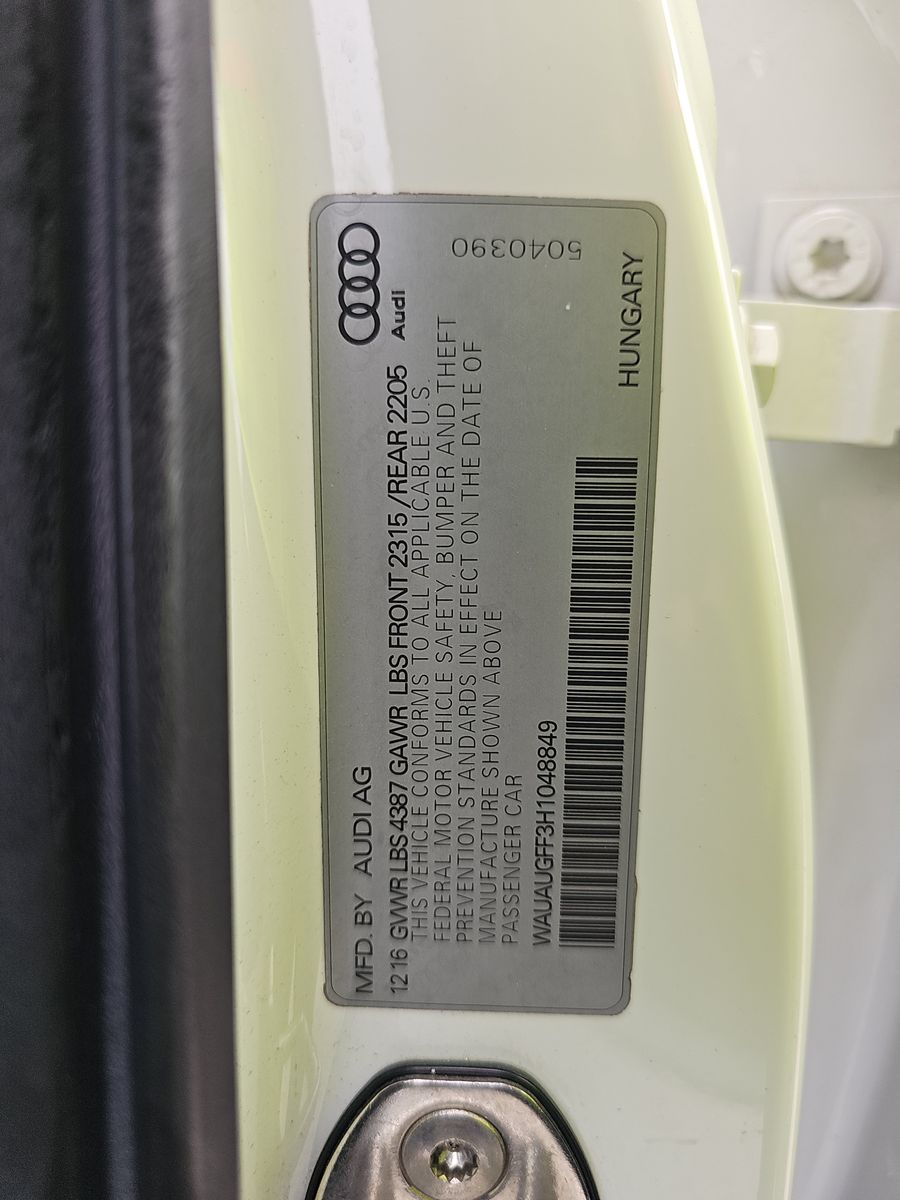 MFD. BY AUDI AG
Audi
12 16 GVWR LBS 4387 GAWR LBS FRONT 2315 /REAR 2205
THIS VEHICLE CONFORMS TO ALL APPLICABLE U.S.
FEDERAL MOTOR VEHICLE SAFETY, BUMPER AND THEFT
PREVENTION STANDARDS IN EFFECT ON THE DATE OF
MANUFACTURE SHOWN ABOVE
PASSENGER CAR
WAUAUGFF3H1048849
HUNGARY
5040390